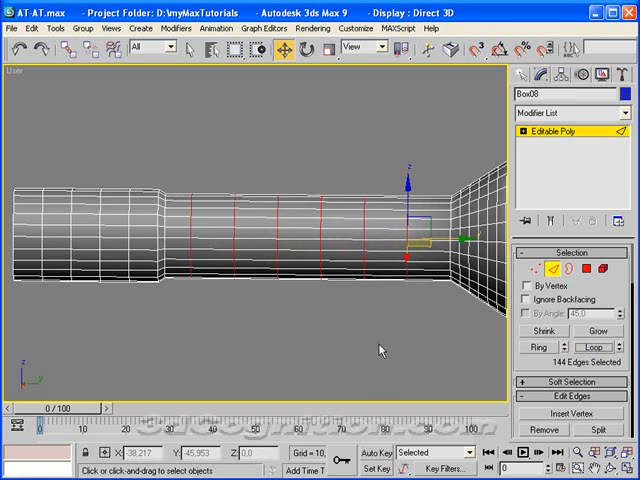 AT-AT.max - Project Folder: D:\myMaxTutorials - Autodesk 3ds Max 9 - Display : Direct 3D
File Edit Tools Group Views Create Modifiers Animation Graph Editors Rendering Customize MAXScript Help
All View 3
User
z
y
z
y
Box08
Modifier List
Editable Poly
Selection
By Vertex
Ignore Backfacing
By Angle: 45,0
Shrink Grow
Ring Loop
144 Edges Selected
Soft Selection
Edit Edges
Insert Vertex
Remove Split
0 / 100
0 10 20 30 40 50 60 70 80 90 100
3dcognition.com
X: -38,217 Y: -45,953 Z: 0,0 Grid = 10, Auto Key Selected
Click or click-and-drag to select objects Add Time T Set Key Key Filters... 0